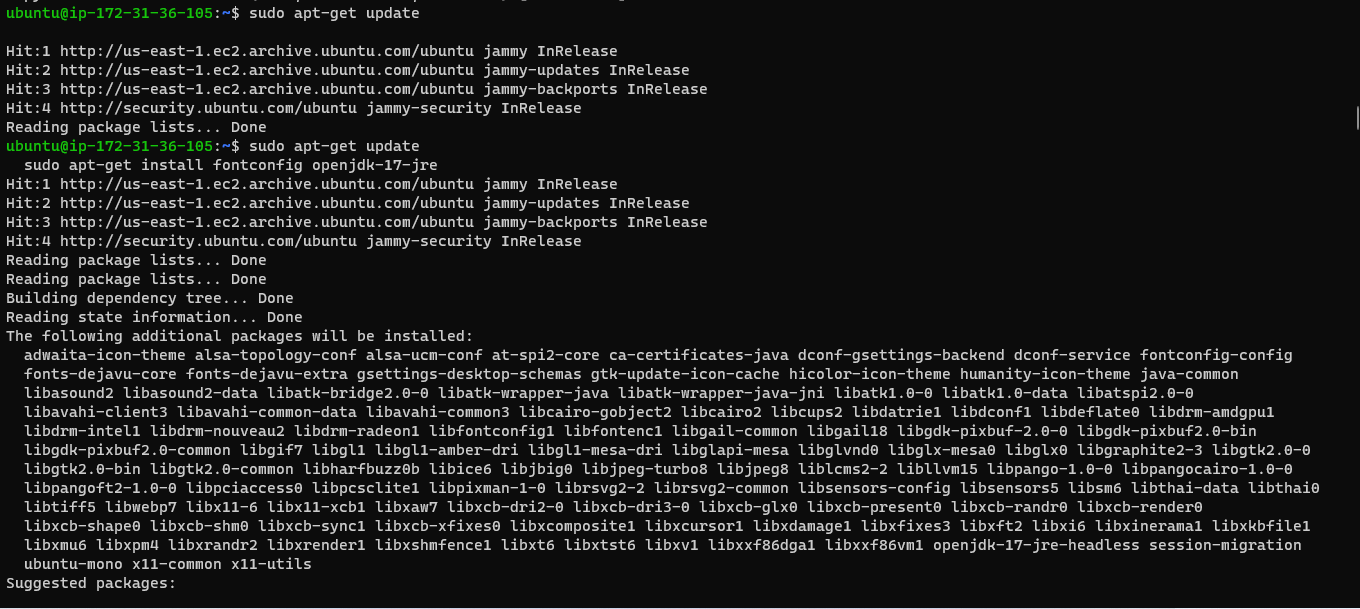 ubuntu@ip-172-31-36-105:~$ sudo apt-get update
Hit:1 http://us-east-1.ec2.archive.ubuntu.com/ubuntu jammy InRelease
Hit:2 http://us-east-1.ec2.archive.ubuntu.com/ubuntu jammy-updates InRelease
Hit:3 http://us-east-1.ec2.archive.ubuntu.com/ubuntu jammy-backports InRelease
Hit:4 http://security.ubuntu.com/ubuntu jammy-security InRelease
Reading package lists... Done
ubuntu@ip-172-31-36-105:~$ sudo apt-get update
  sudo apt-get install fontconfig openjdk-17-jre
Hit:1 http://us-east-1.ec2.archive.ubuntu.com/ubuntu jammy InRelease
Hit:2 http://us-east-1.ec2.archive.ubuntu.com/ubuntu jammy-updates InRelease
Hit:3 http://us-east-1.ec2.archive.ubuntu.com/ubuntu jammy-backports InRelease
Hit:4 http://security.ubuntu.com/ubuntu jammy-security InRelease
Reading package lists... Done
Reading package lists... Done
Building dependency tree... Done
Reading state information... Done
The following additional packages will be installed:
  adwaita-icon-theme alsa-topology-conf alsa-ucm-conf at-spi2-core ca-certificates-java dconf-gsettings-backend dconf-service fontconfig-config
  fonts-dejavu-core fonts-dejavu-extra gsettings-desktop-schemas gtk-update-icon-cache hicolor-icon-theme humanity-icon-theme java-common
  libasound2 libasound2-data libatk-bridge2.0-0 libatk-wrapper-java libatk-wrapper-java-jni libatk1.0-0 libatk1.0-data libatspi2.0-0
  libavahi-client3 libavahi-common-data libavahi-common3 libcairo-gobject2 libcairo2 libcups2 libdatrie1 libdconf1 libdeflate0 libdrm-amdgpu1
  libdrm-intel1 libdrm-nouveau2 libdrm-radeon1 libfontconfig1 libfontenc1 libgail-common libgail18 libgdk-pixbuf-2.0-0 libgdk-pixbuf2.0-bin
  libgdk-pixbuf2.0-common libgif7 libgl1 libgl1-amber-dri libgl1-mesa-dri libglapi-mesa libglvnd0 libglx-mesa0 libglx0 libgraphite2-3 libgtk2.0-0
  libgtk2.0-bin libgtk2.0-common libharfbuzz0b libice6 libjbig0 libjpeg-turbo8 libjpeg8 liblcms2-2 libllvm15 libpango-1.0-0 libpangocairo-1.0-0
  libpangoft2-1.0-0 libpciaccess0 libpcsclite1 libpixman-1-0 librsvg2-2 librsvg2-common libsensors-config libsensors5 libsm6 libthai-data libthai0
  libtiff5 libwebp7 libx11-6 libx11-xcb1 libxaw7 libxcb-dri2-0 libxcb-dri3-0 libxcb-glx0 libxcb-present0 libxcb-randr0 libxcb-render0
  libxcb-shape0 libxcb-shm0 libxcb-sync1 libxcb-xfixes0 libxcomposite1 libxcursor1 libxdamage1 libxfixes3 libxft2 libxi6 libxinerama1 libxkbfile1
  libxmu6 libxpm4 libxrandr2 libxrender1 libxshmfence1 libxt6 libxtst6 libxv1 libxxf86dga1 libxxf86vm1 openjdk-17-jre-headless session-migration
  ubuntu-mono x11-common x11-utils
Suggested packages: